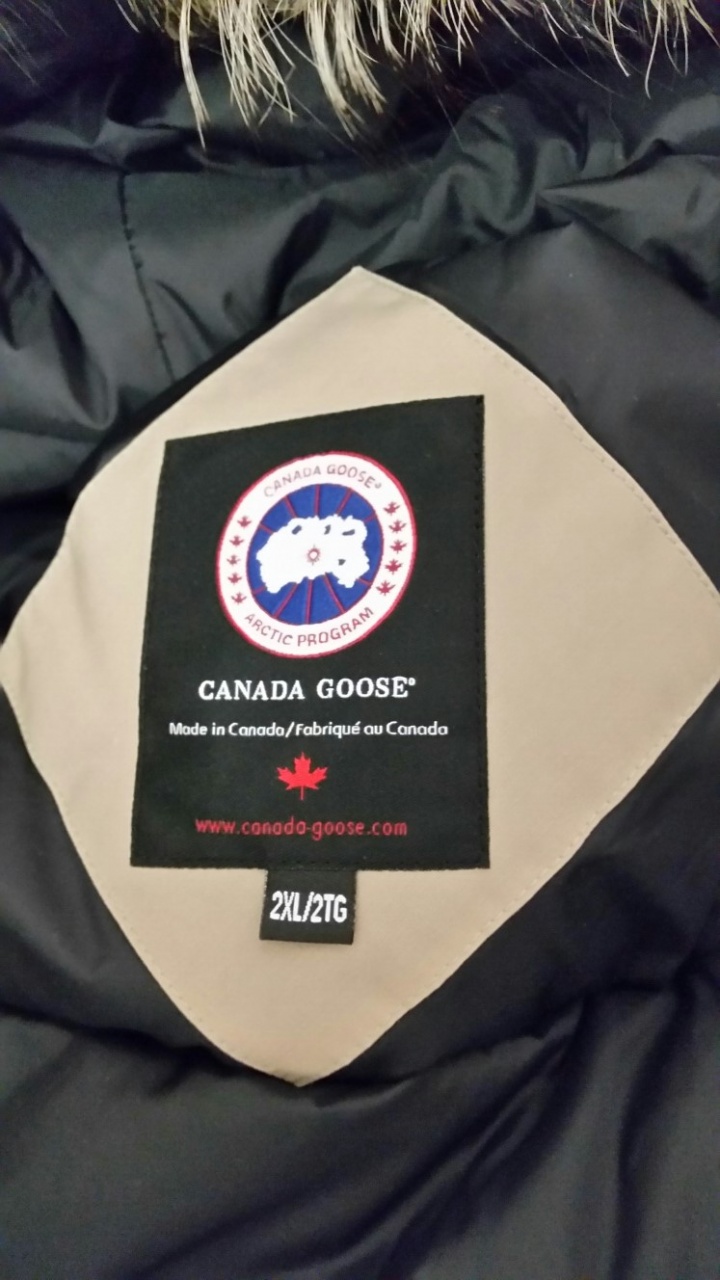 CANADA GOOSE®
ARCTIC PROGRAM
CANADA GOOSE®
Made in Canada/Fabriqué au Canada
www.canada-goose.com
2XL/2TG